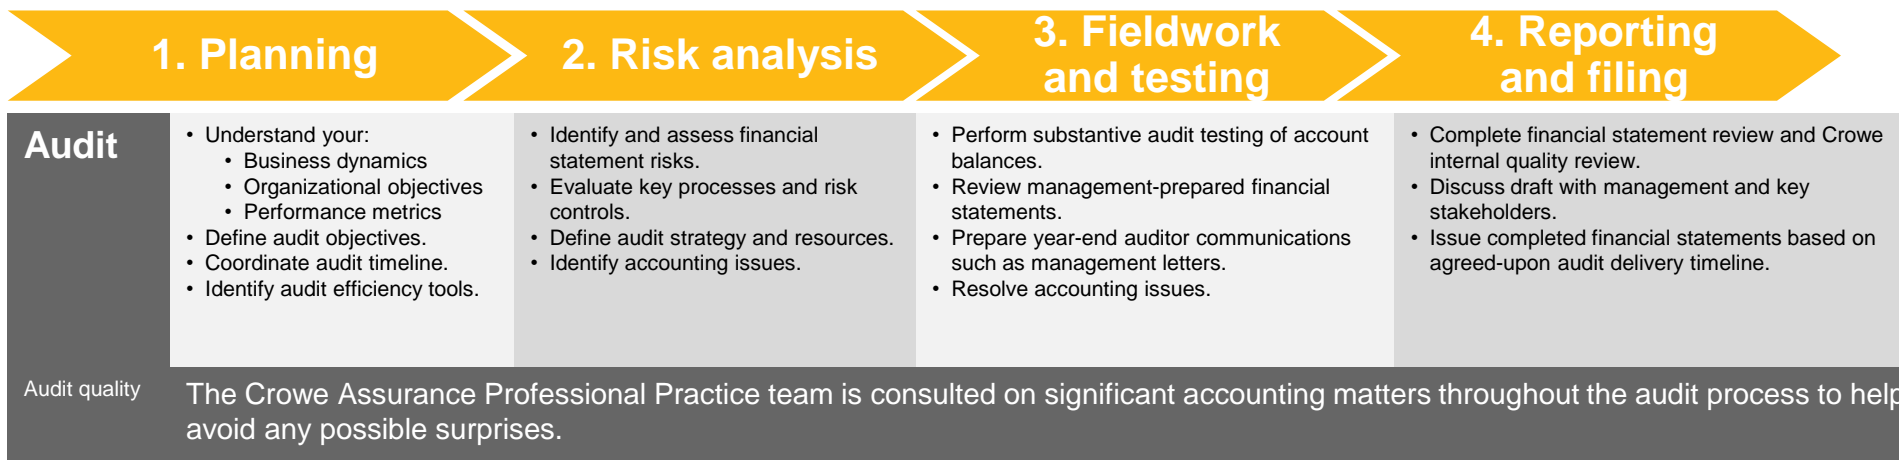 1. Planning
2. Risk analysis
3. Fieldwork
and testing
4. Reporting
and filing
Audit
• Understand your:
• Business dynamics
• Organizational objectives
• Performance metrics
• Define audit objectives.
• Coordinate audit timeline.
• Identify audit efficiency tools.
• Identify and assess financial
statement risks.
• Evaluate key processes and risk
controls.
• Define audit strategy and resources.
• Identify accounting issues.
• Perform substantive audit testing of account
balances.
• Review management-prepared financial
statements.
• Prepare year-end auditor communications
such as management letters.
• Resolve accounting issues.
• Complete financial statement review and Crowe
internal quality review.
• Discuss draft with management and key
stakeholders.
• Issue completed financial statements based on
agreed-upon audit delivery timeline.
Audit quality
The Crowe Assurance Professional Practice team is consulted on significant accounting matters throughout the audit process to help
avoid any possible surprises.